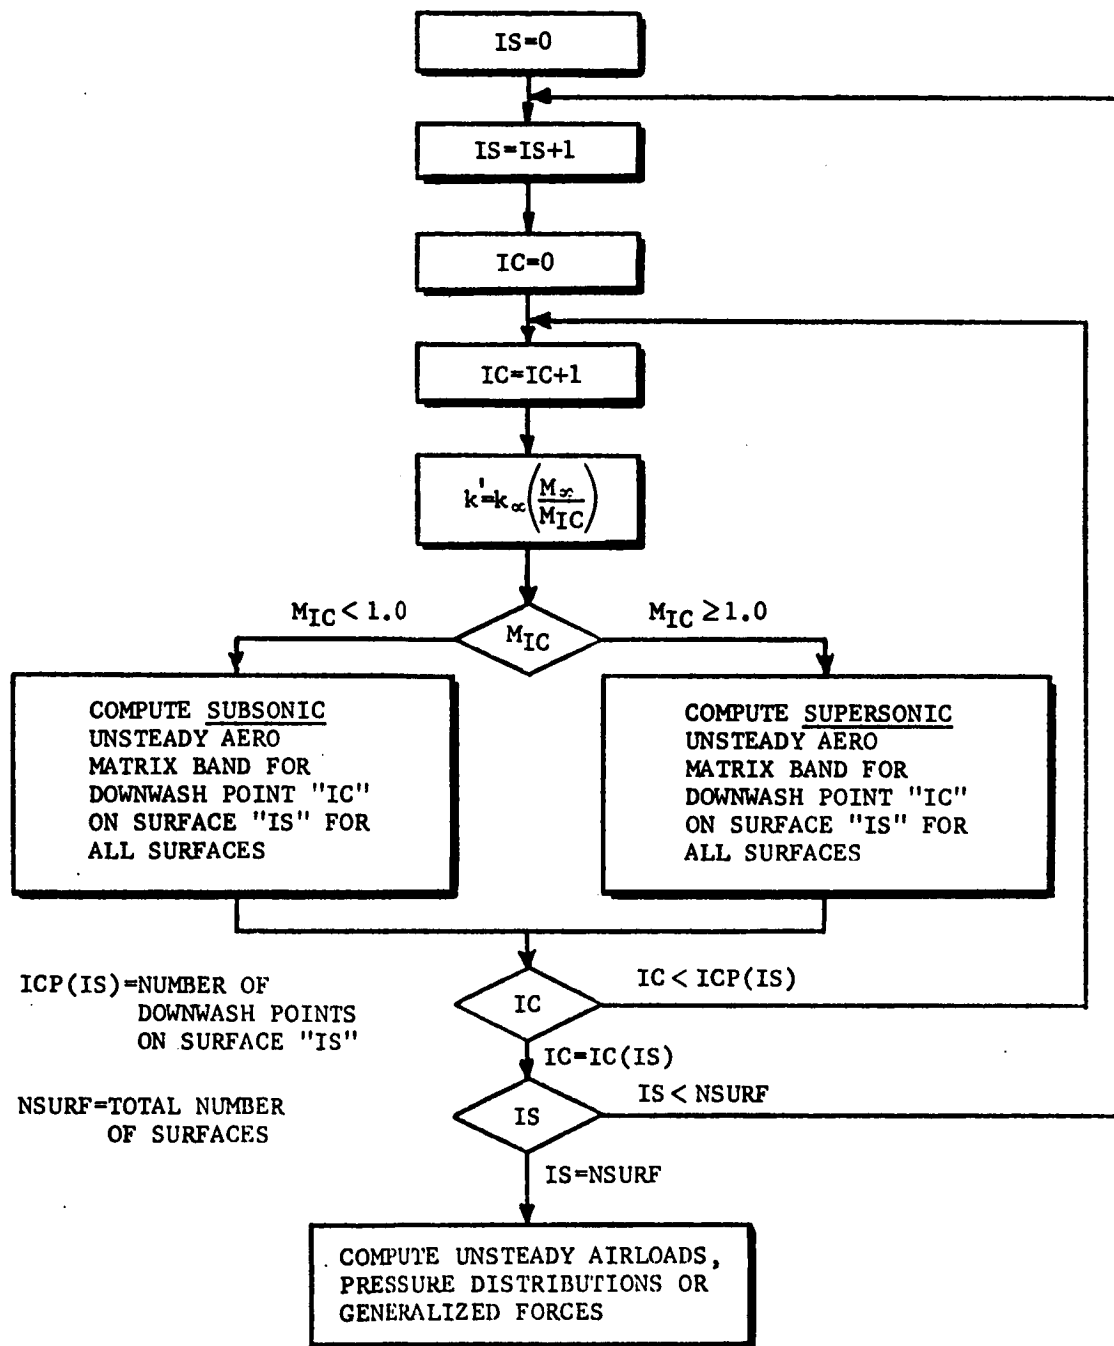 IS=0
IS=IS+1
IC=0
IC=IC+1
k'=k∝(M∞/MIC)
MIC < 1.0
MIC
MIC ≥ 1.0
COMPUTE SUBSONIC
UNSTEADY AERO
MATRIX BAND FOR
DOWNWASH POINT "IC"
ON SURFACE "IS" FOR
ALL SURFACES
COMPUTE SUPERSONIC
UNSTEADY AERO
MATRIX BAND FOR
DOWNWASH POINT "IC"
ON SURFACE "IS" FOR
ALL SURFACES
ICP(IS)=NUMBER OF
DOWNWASH POINTS
ON SURFACE "IS"
IC
IC < ICP(IS)
IC=IC(IS)
NSURF=TOTAL NUMBER
OF SURFACES
IS
IS < NSURF
IS=NSURF
COMPUTE UNSTEADY AIRLOADS,
PRESSURE DISTRIBUTIONS OR
GENERALIZED FORCES